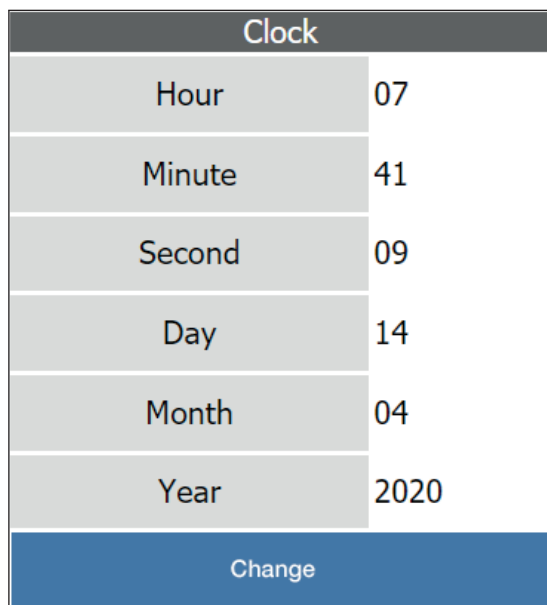 Clock
Hour 07
Minute 41
Second 09
Day 14
Month 04
Year 2020
Change